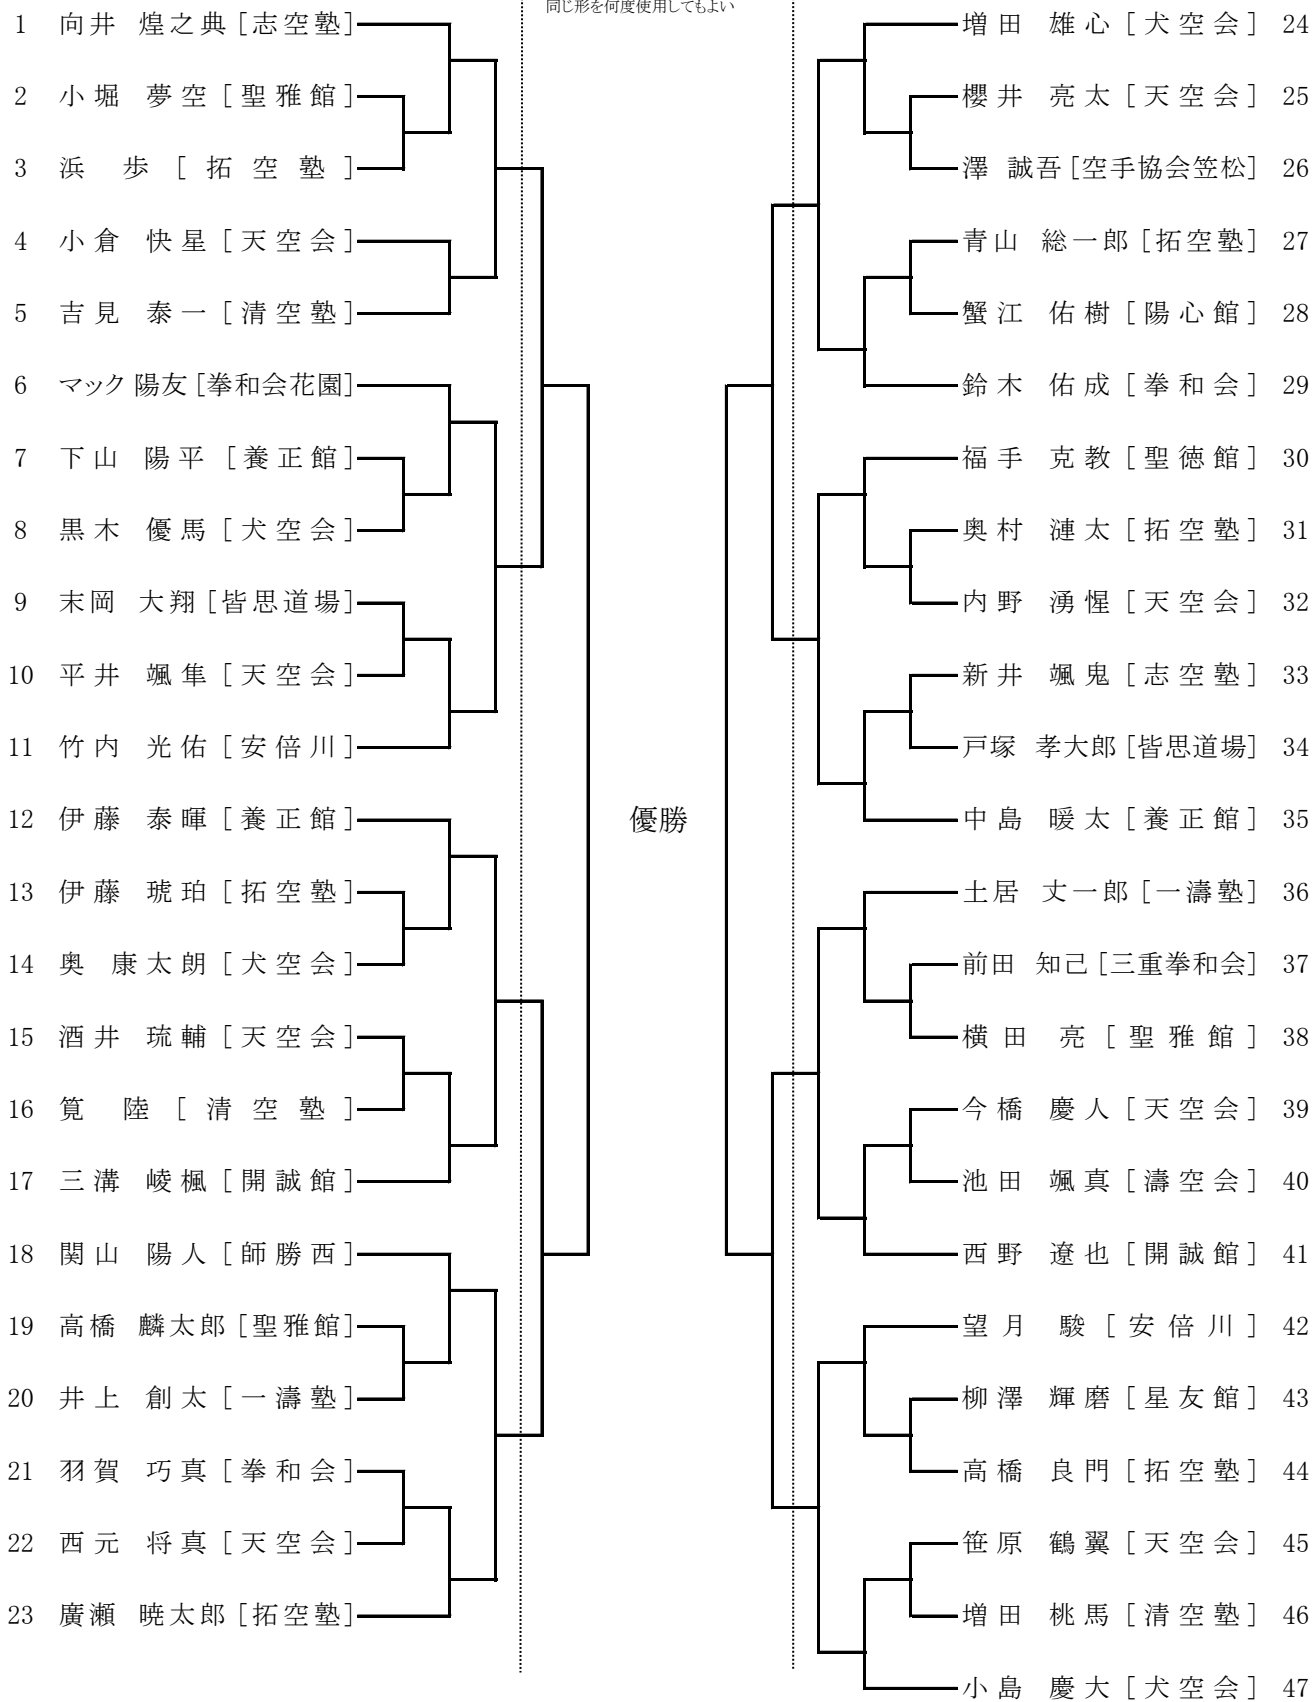 同じ形を何度使用してもよい
1 向井 煌之典 [志空塾]
2 小堀 夢空 [聖雅館]
3 浜 歩 [拓空塾]
4 小倉 快星 [天空会]
5 吉見 泰一 [清空塾]
6 マック 陽友 [拳和会花園]
7 下山 陽平 [養正館]
8 黒木 優馬 [犬空会]
9 末岡 大翔 [皆思道場]
10 平井 颯隼 [天空会]
11 竹内 光佑 [安倍川]
12 伊藤 泰暉 [養正館]
13 伊藤 琥珀 [拓空塾]
14 奥 康太朗 [犬空会]
15 酒井 琉輔 [天空会]
16 筧 陸 [清空塾]
17 三溝 崚楓 [開誠館]
18 関山 陽人 [師勝西]
19 高橋 麟太郎 [聖雅館]
20 井上 創太 [一濤塾]
21 羽賀 巧真 [拳和会]
22 西元 将真 [天空会]
23 廣瀬 暁太郎 [拓空塾]
優勝
増田 雄心 [犬空会] 24
櫻井 亮太 [天空会] 25
澤 誠吾 [空手協会笠松] 26
青山 総一郎 [拓空塾] 27
蟹江 佑樹 [陽心館] 28
鈴木 佑成 [拳和会] 29
福手 克教 [聖徳館] 30
奥村 漣太 [拓空塾] 31
内野 湧惺 [天空会] 32
新井 颯鬼 [志空塾] 33
戸塚 孝大郎 [皆思道場] 34
中島 暖太 [養正館] 35
土居 丈一郎 [一濤塾] 36
前田 知己 [三重拳和会] 37
横田 亮 [聖雅館] 38
今橋 慶人 [天空会] 39
池田 颯真 [濤空会] 40
西野 遼也 [開誠館] 41
望月 駿 [安倍川] 42
柳澤 輝磨 [星友館] 43
高橋 良門 [拓空塾] 44
笹原 鶴翼 [天空会] 45
増田 桃馬 [清空塾] 46
小島 慶大 [犬空会] 47